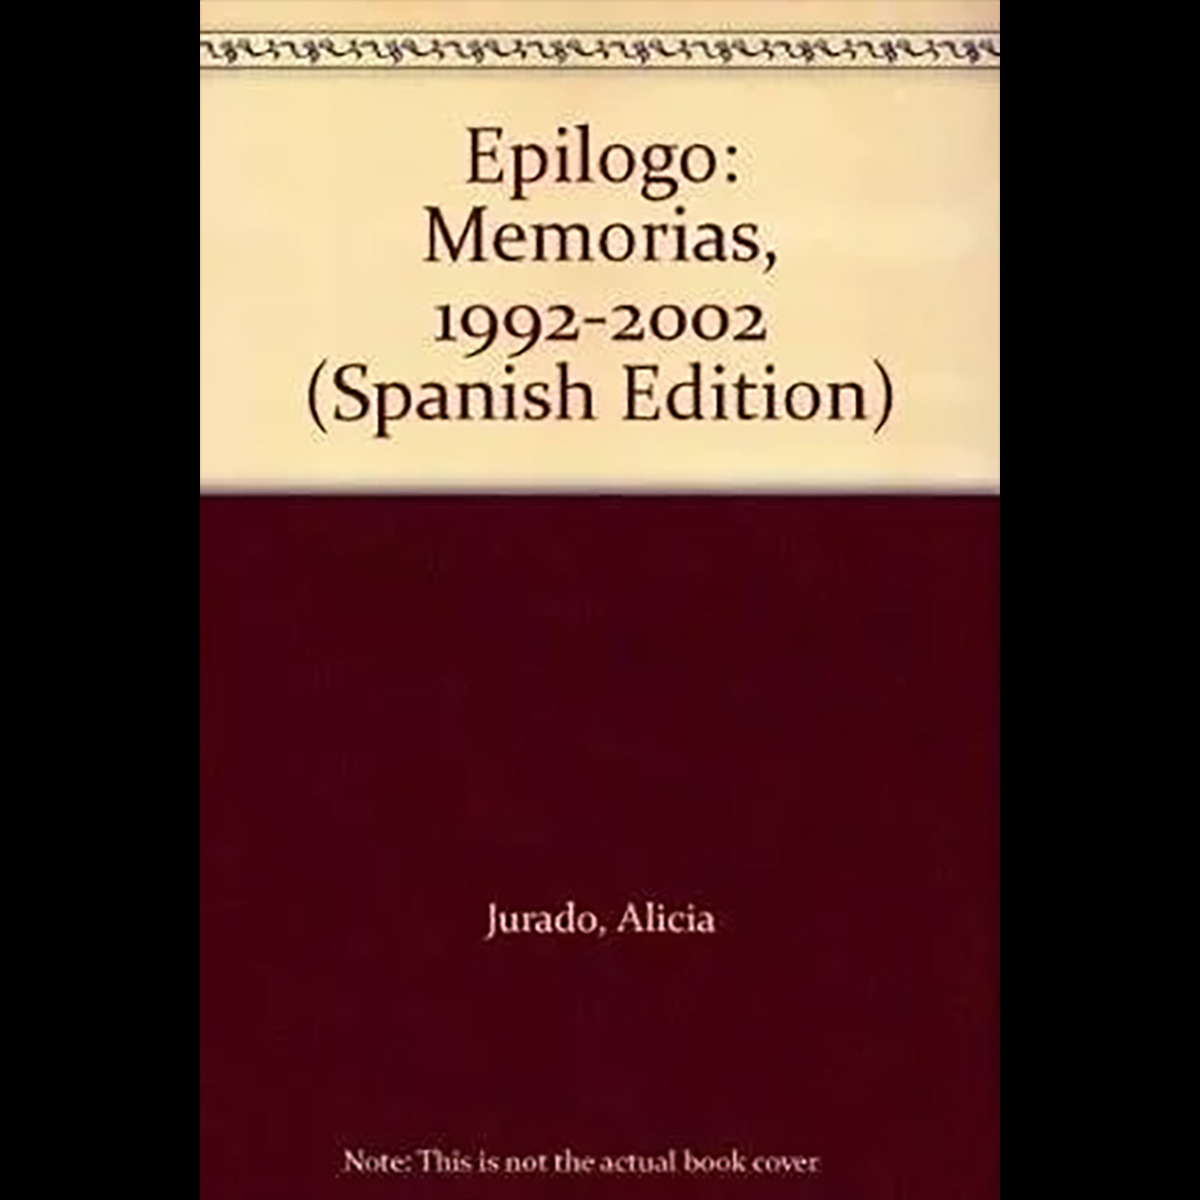 Epilogo:
Memorias,
1992-2002
(Spanish Edition)
Jurado, Alicia
Note: This is not the actual book cover